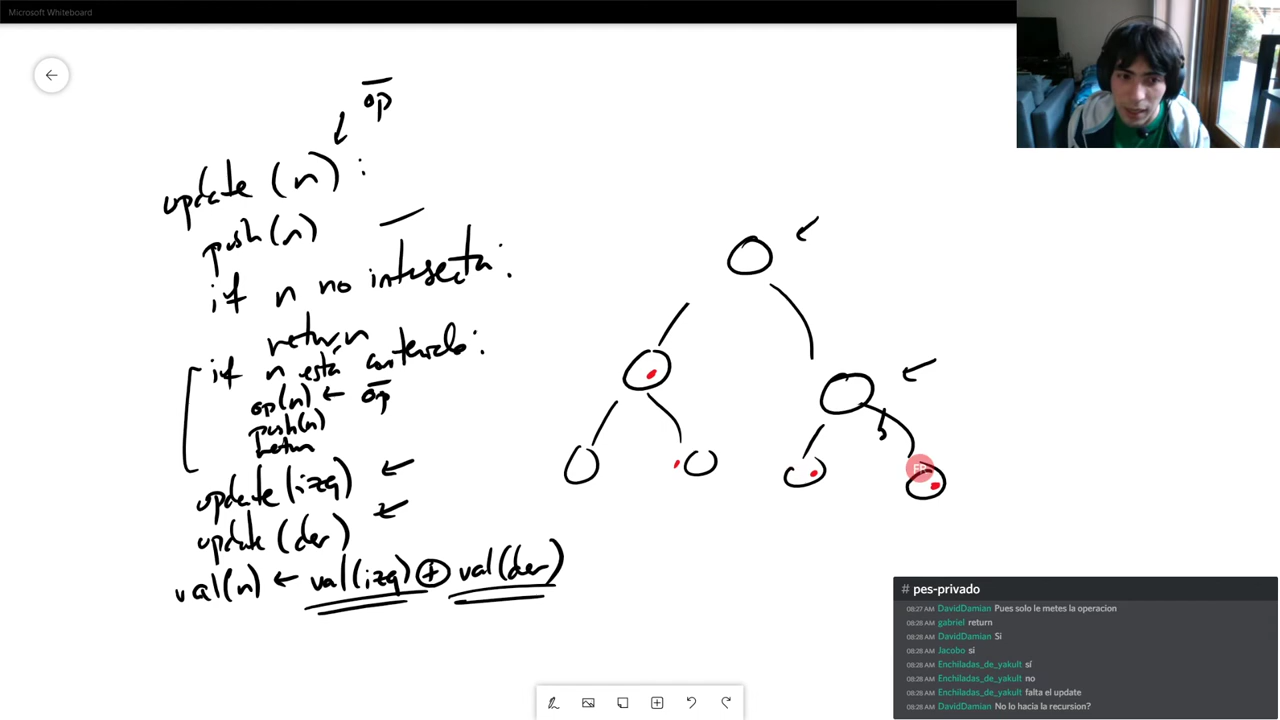 Microsoft Whiteboard
op
update (n) :
push(n)
if n no intersecta:
return
if n está contenido:
op(n) ← op
push(n)
return
update(izq) ←
update (der) ←
val(n) ← val(izq) ⊕ val(der)
# pes-privado
08:27 AM DavidDamian Pues solo le metes la operacion
08:28 AM gabriel return
08:28 AM DavidDamian Si
08:28 AM Jacobo si
08:28 AM Enchiladas_de_yakult sí
08:28 AM Enchiladas_de_yakult no
08:28 AM Enchiladas_de_yakult falta el update
08:28 AM DavidDamian No lo hacia la recursion?